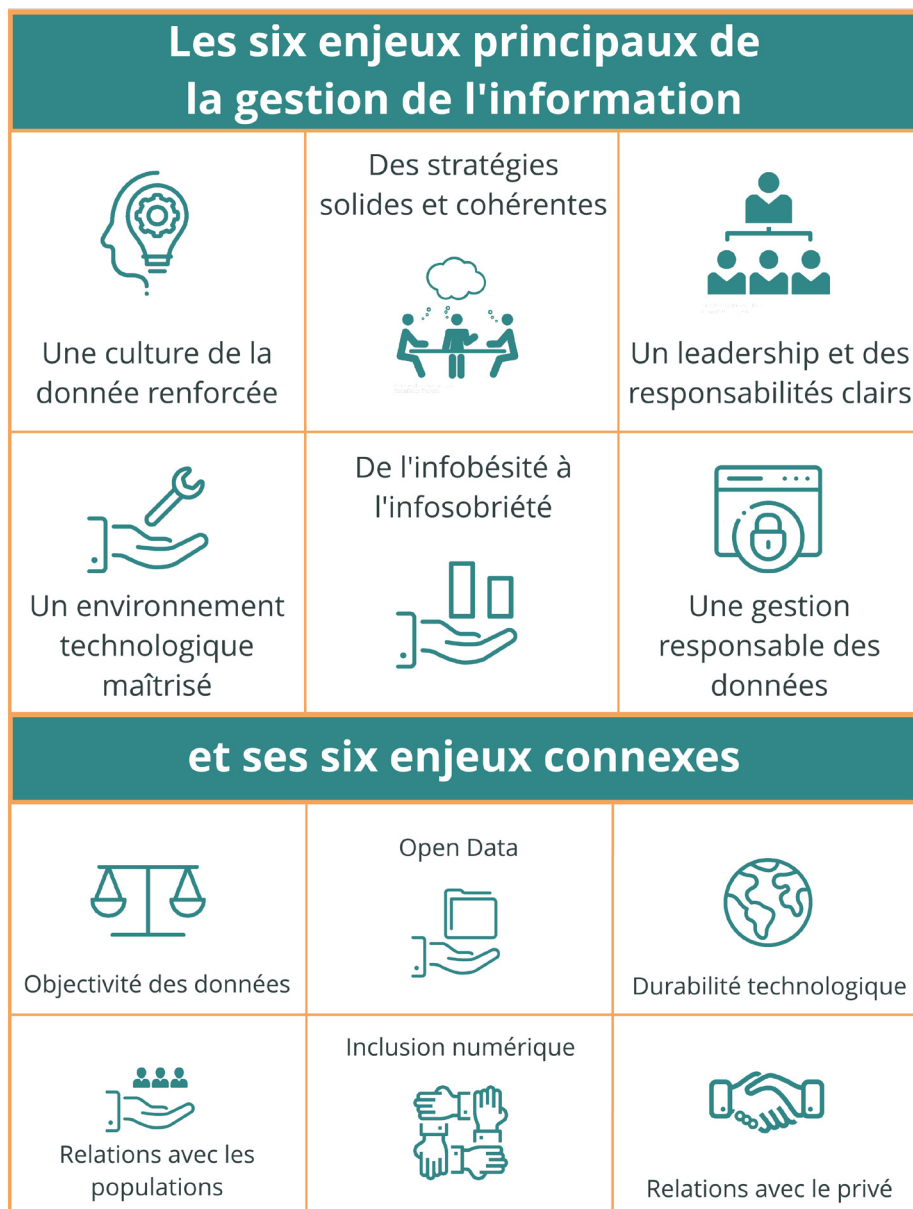 Les six enjeux principaux de
la gestion de l'information
Une culture de la
donnée renforcée
Des stratégies
solides et cohérentes
Un leadership et des
responsabilités clairs
Un environnement
technologique
maîtrisé
De l'infobésité à
l'infosobriété
Une gestion
responsable des
données
et ses six enjeux connexes
Objectivité des données
Open Data
Durabilité technologique
Relations avec les
populations
Inclusion numérique
Relations avec le privé